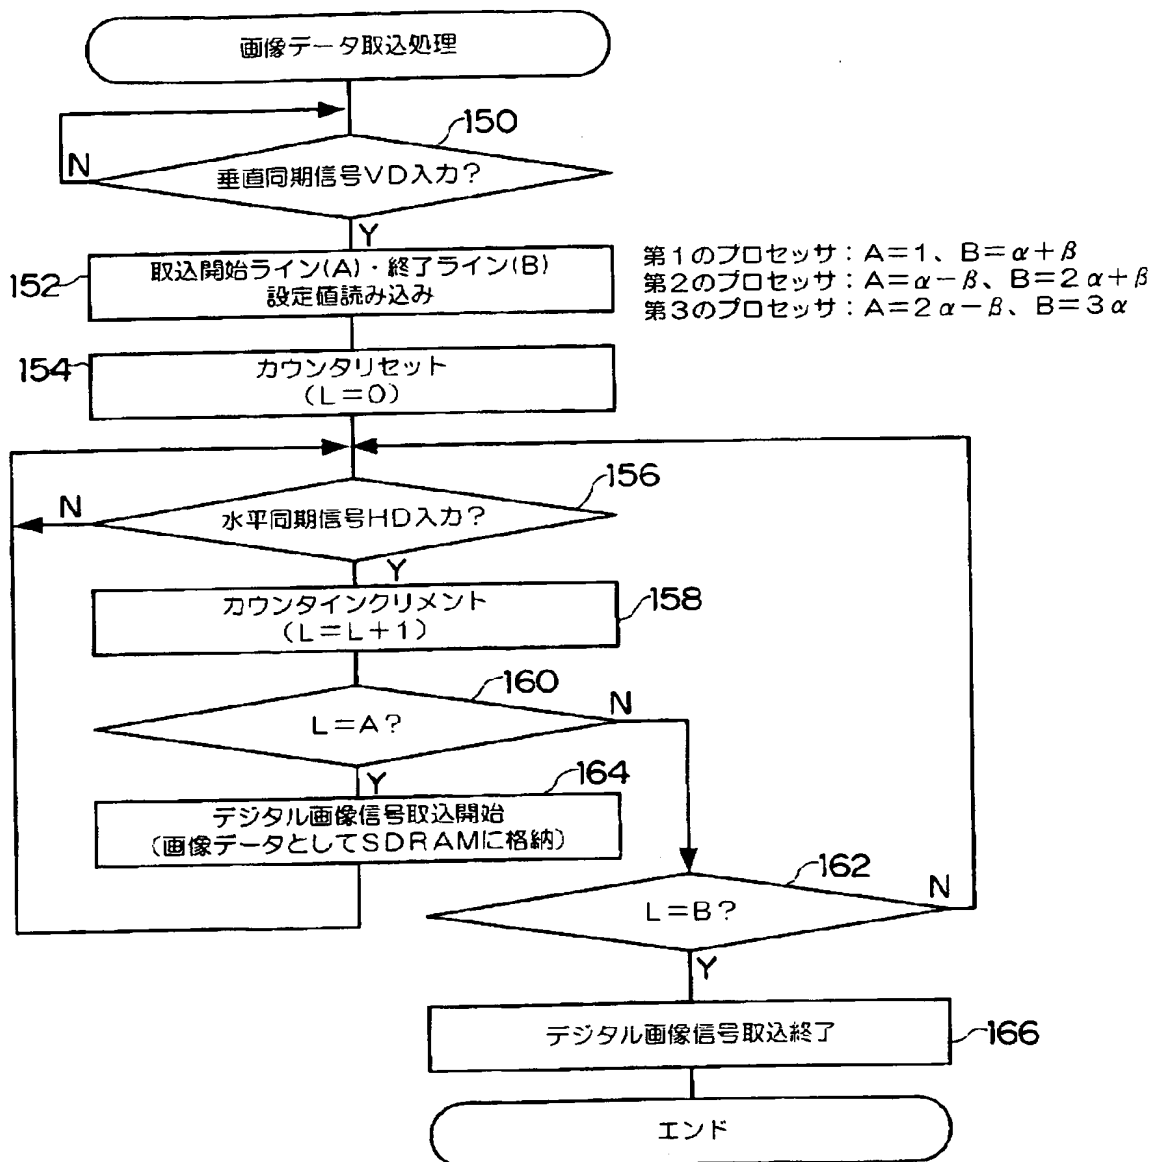 画像データ取込処理
150
N
垂直同期信号VD入力?
Y
152
取込開始ライン(A)・終了ライン(B)
設定値読み込み
第1のプロセッサ:A=1、B=α+β
第2のプロセッサ:A=α-β、B=2α+β
第3のプロセッサ:A=2α-β、B=3α
154
カウンタリセット
(L=0)
156
N
水平同期信号HD入力?
Y
カウンタインクリメント
(L=L+1)
158
160
L=A?
N
Y
164
デジタル画像信号取込開始
(画像データとしてSDRAMに格納)
162
L=B?
N
Y
デジタル画像信号取込終了
166
エンド